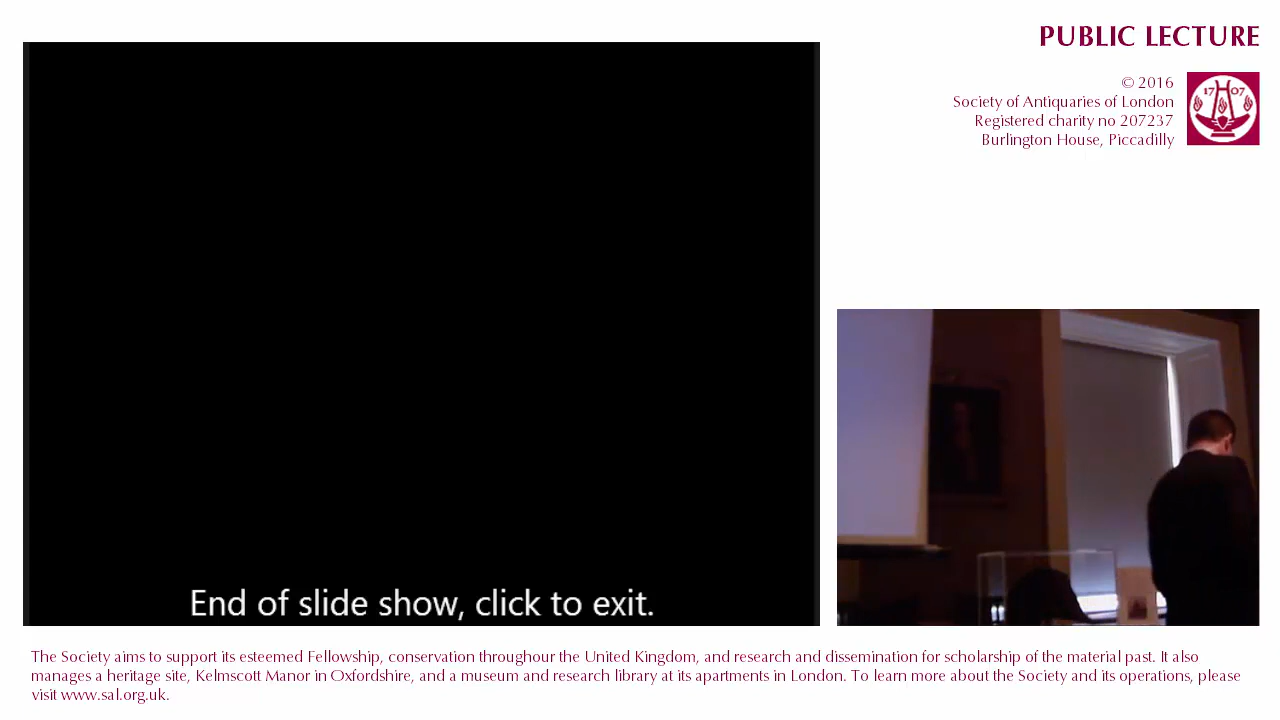 PUBLIC LECTURE
© 2016
Society of Antiquaries of London
Registered charity no 207237
Burlington House, Piccadilly
17 07
End of slide show, click to exit.
The Society aims to support its esteemed Fellowship, conservation throughour the United Kingdom, and research and dissemination for scholarship of the material past. It also
manages a heritage site, Kelmscott Manor in Oxfordshire, and a museum and research library at its apartments in London. To learn more about the Society and its operations, please
visit www.sal.org.uk.